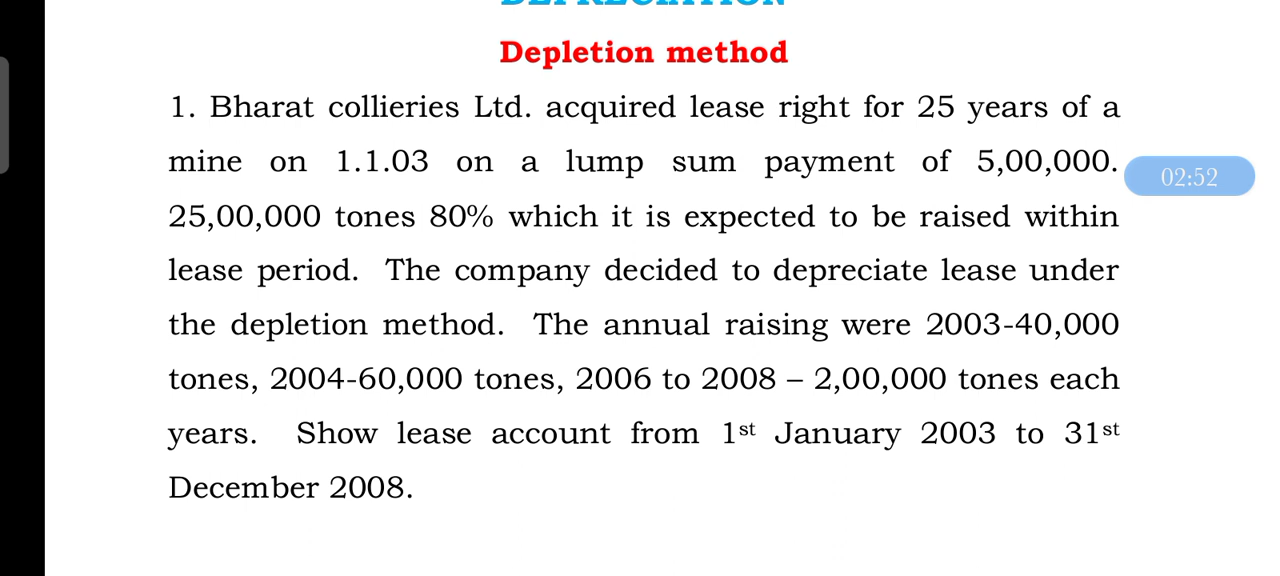 DEPRECIATION
Depletion method
1. Bharat collieries Ltd. acquired lease right for 25 years of a
mine on 1.1.03 on a lump sum payment of 5,00,000.
02:52
25,00,000 tones 80% which it is expected to be raised within
lease period. The company decided to depreciate lease under
the depletion method. The annual raising were 2003-40,000
tones, 2004-60,000 tones, 2006 to 2008 – 2,00,000 tones each
years. Show lease account from 1st January 2003 to 31st
December 2008.